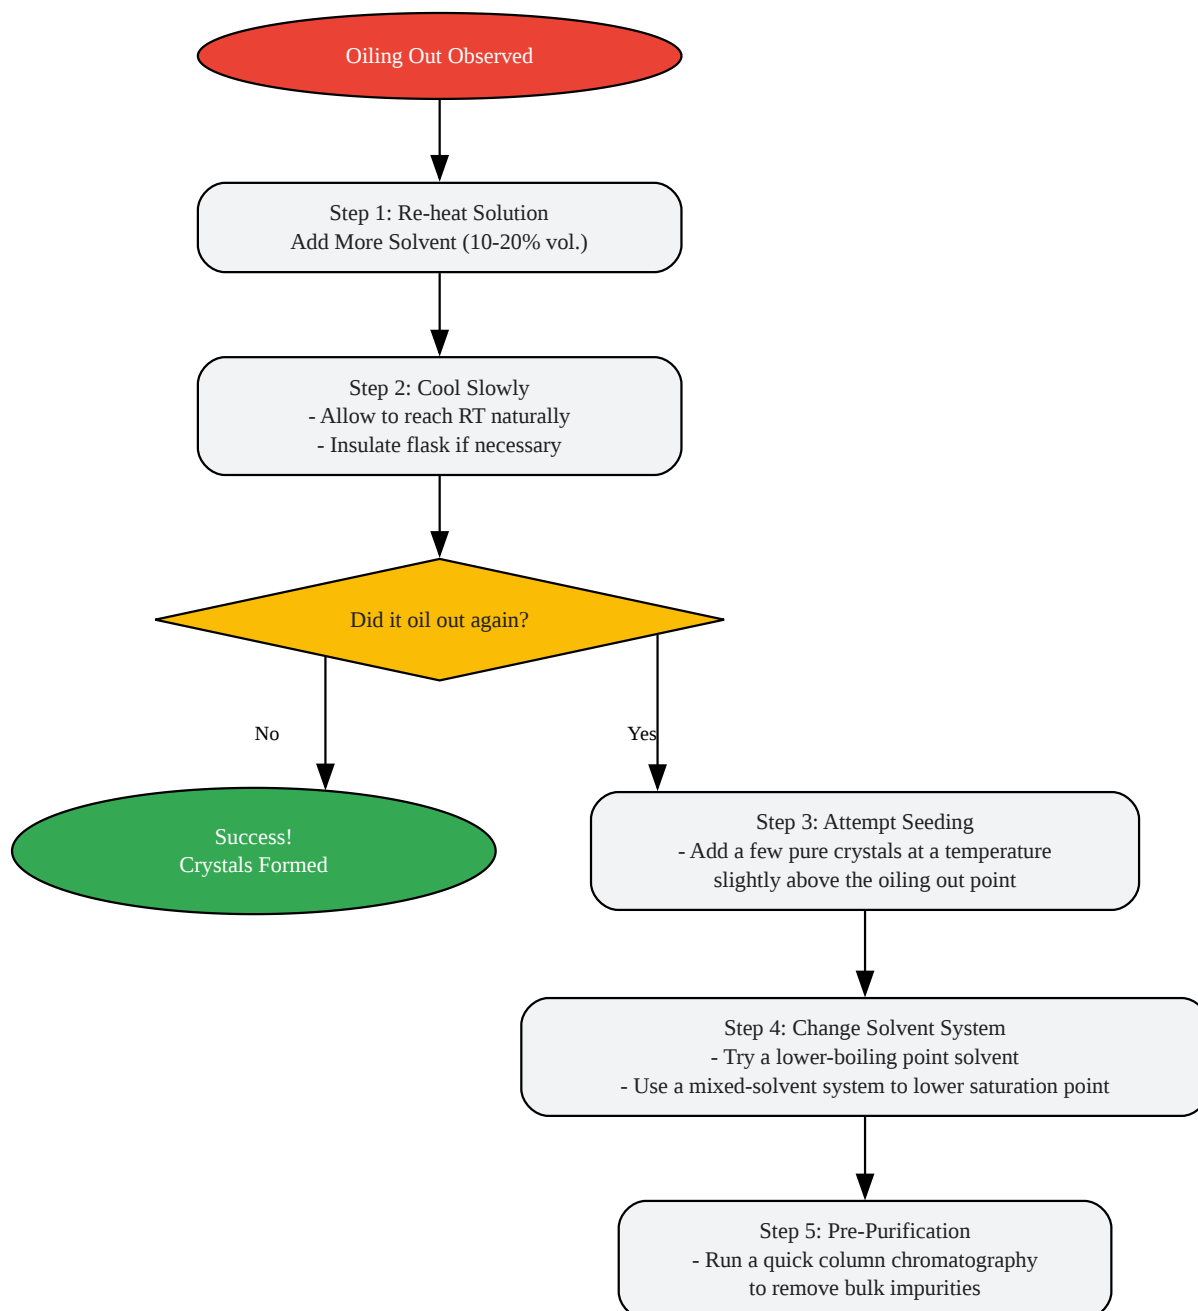 Oiling Out Observed
Step 1: Re-heat Solution
Add More Solvent (10-20% vol.)
Step 2: Cool Slowly
- Allow to reach RT naturally
- Insulate flask if necessary
Did it oil out again?
No
Yes
Success!
Crystals Formed
Step 3: Attempt Seeding
- Add a few pure crystals at a temperature
slightly above the oiling out point
Step 4: Change Solvent System
- Try a lower-boiling point solvent
- Use a mixed-solvent system to lower saturation point
Step 5: Pre-Purification
- Run a quick column chromatography
to remove bulk impurities